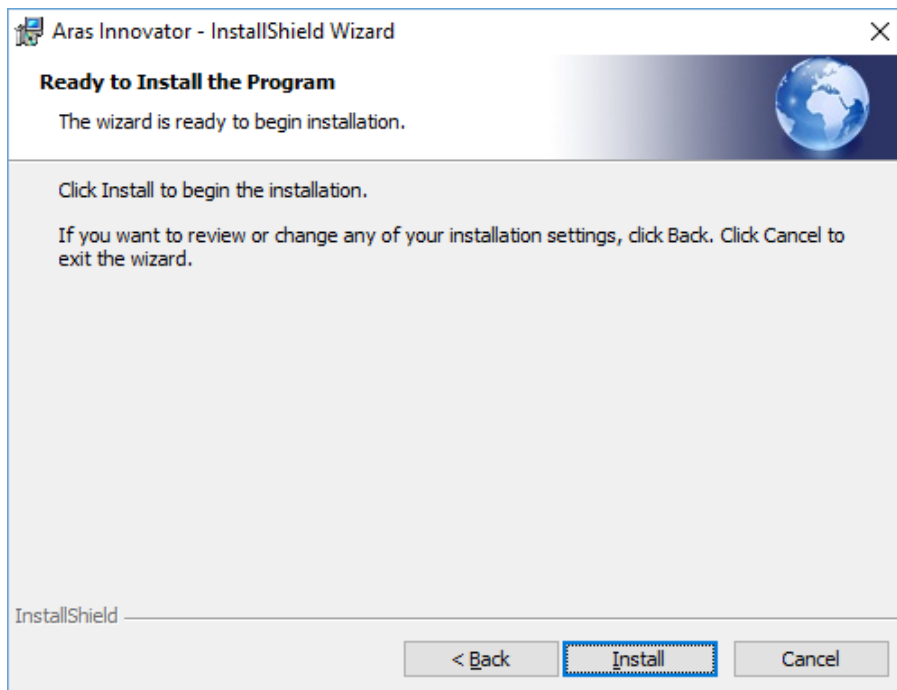 Aras Innovator - InstallShield Wizard
Ready to Install the Program
The wizard is ready to begin installation.
Click Install to begin the installation.
If you want to review or change any of your installation settings, click Back. Click Cancel to
exit the wizard.
InstallShield
< Back
Install
Cancel